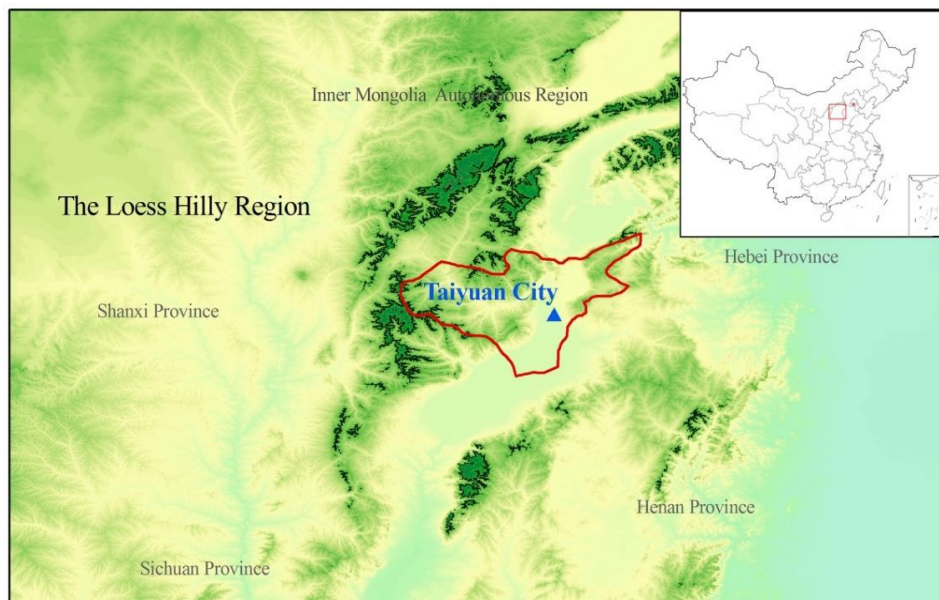 Inner Mongolia Autonomous Region
The Loess Hilly Region
Hebei Province
Taiyuan City
Shanxi Province
Henan Province
Sichuan Province